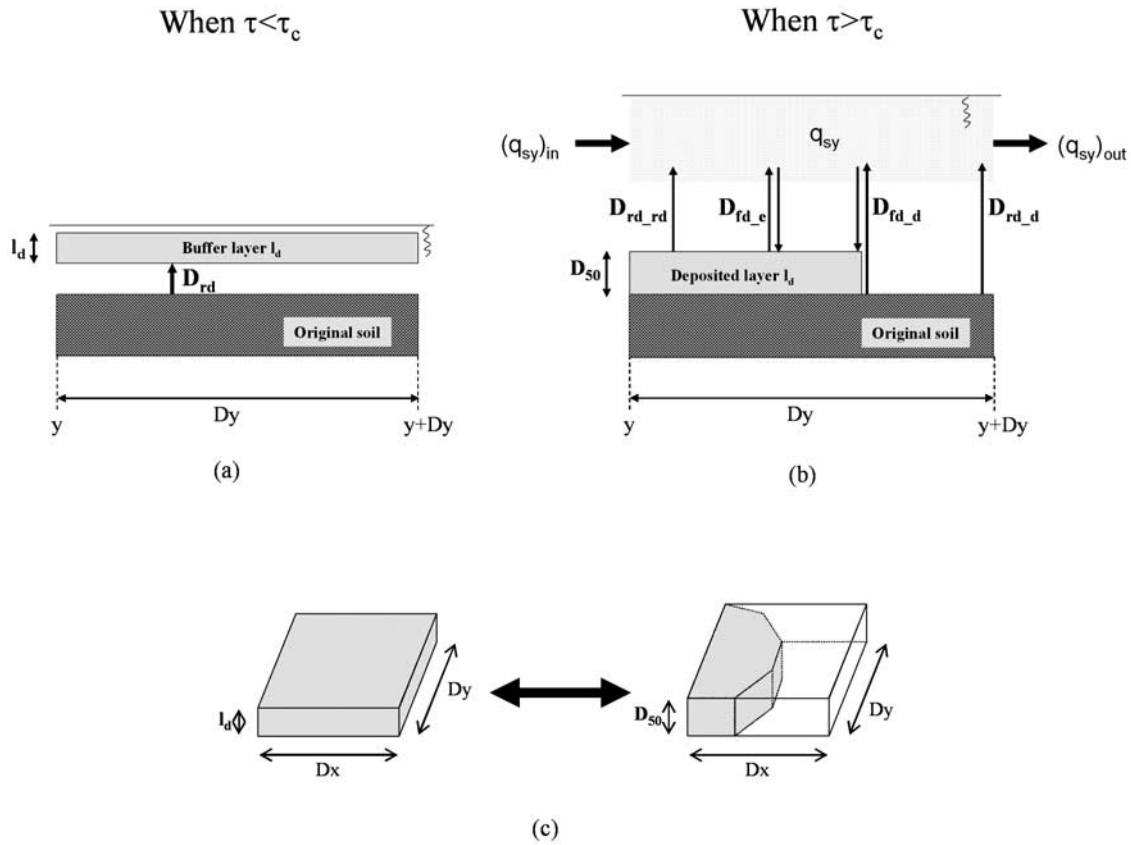 When τ<τc
When τ>τc
(qsy)in
qsy
(qsy)out
Drd_rd
Dfd_e
Dfd_d
Drd_d
ld
Buffer layer ld
Drd
D50
Deposited layer ld
Original soil
Original soil
Dy
Dy
y
y+Dy
y
y+Dy
(a)
(b)
ld
Dy
Dx
D50
Dy
Dx
(c)